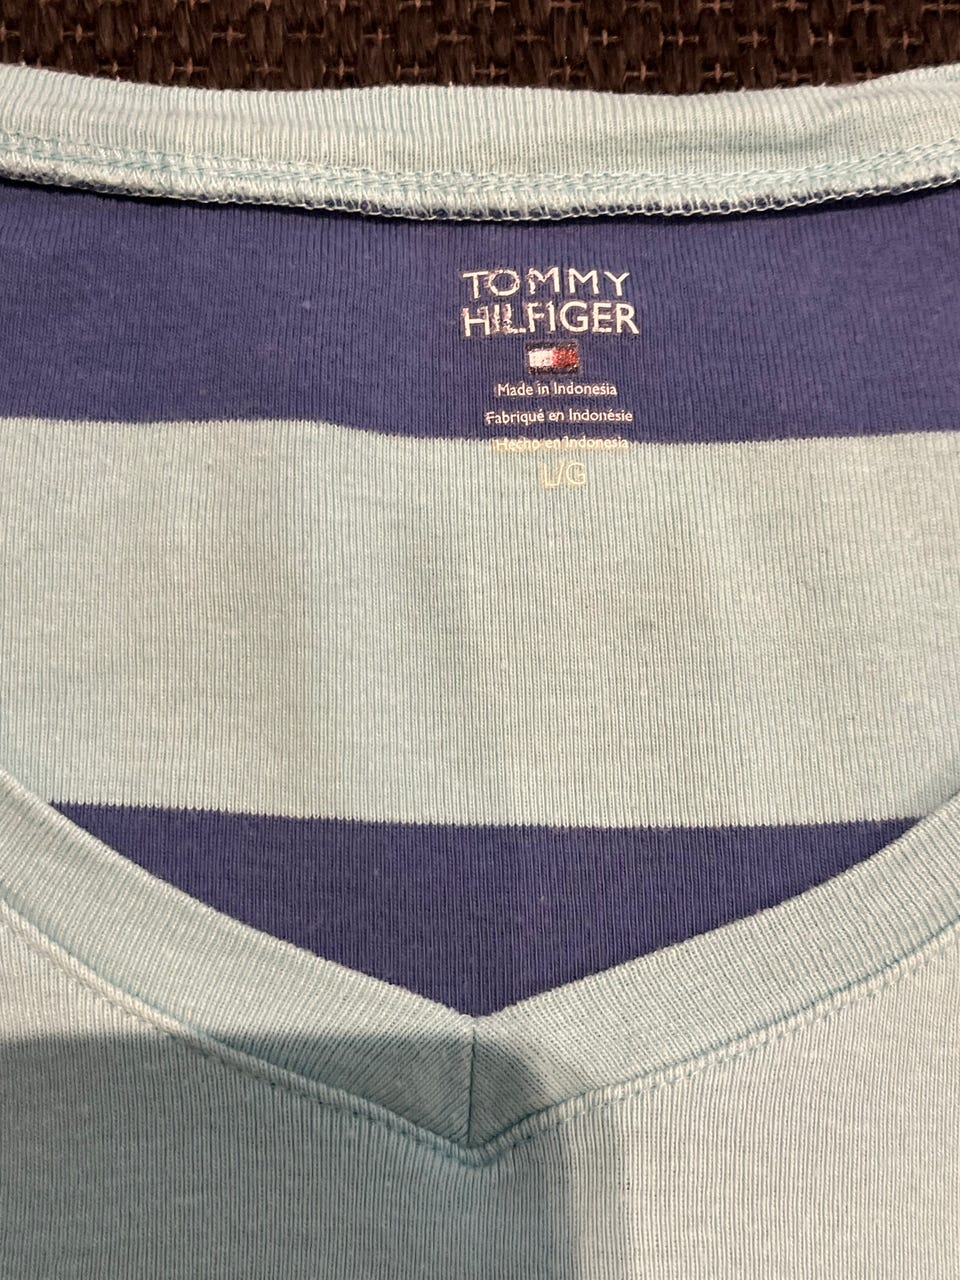 TOMMY
HILFIGER
Made in Indonesia
Fabriqué en Indonésie
Hecho en Indonesia
L/G